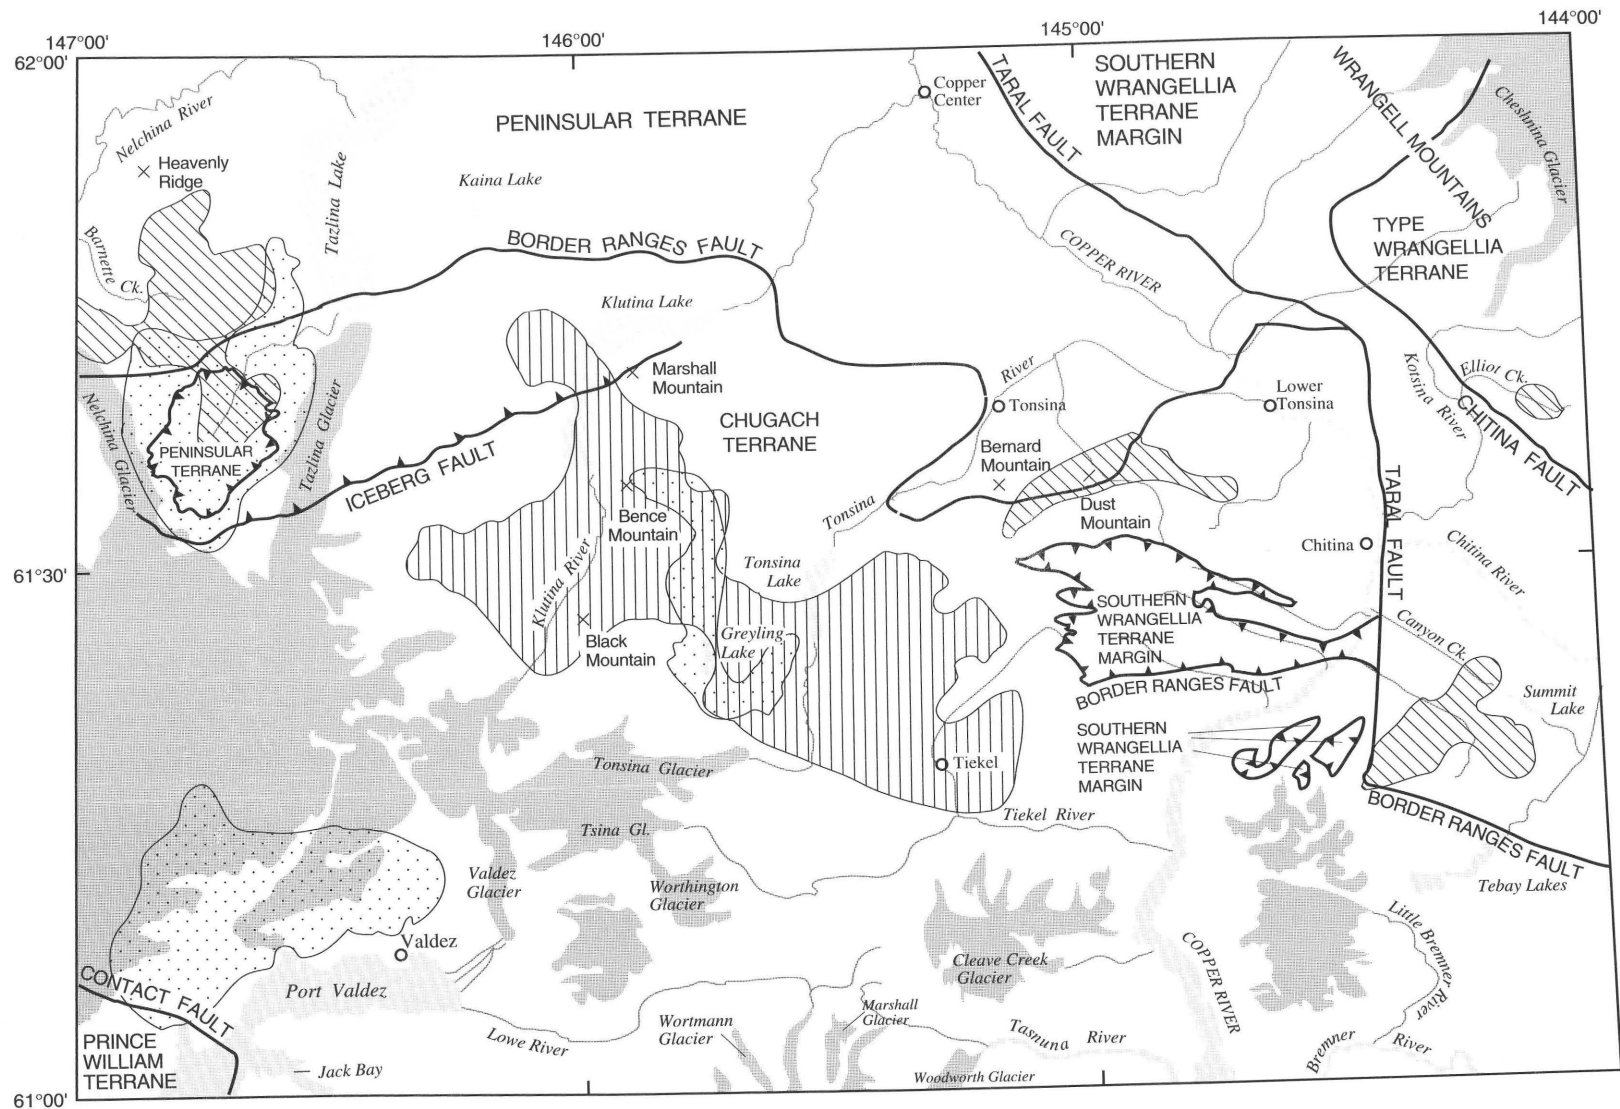 147°00'
146°00'
145°00'
144°00'
62°00'
Nelchina River
Heavenly
Ridge
Tazlina Lake
PENINSULAR TERRANE
Kaina Lake
Copper
Center
TARAL FAULT
SOUTHERN
WRANGELLIA
TERRANE
MARGIN
WRANGELL MOUNTAINS
Cheshnina Glacier
TYPE
WRANGELLIA
TERRANE
Barnette Ck.
BORDER RANGES FAULT
COPPER RIVER
Klutina Lake
Marshall
Mountain
CHUGACH
TERRANE
River
Tonsina
Lower
Tonsina
Kotsina River
Elliot Ck.
CHITINA FAULT
Nelchina Glacier
PENINSULAR
TERRANE
Tazlina Glacier
ICEBERG FAULT
Bernard
Mountain
Dust
Mountain
Tonsina
TARAL FAULT
Chitina
Chitina River
Bence
Mountain
61°30'
Klutina River
Tonsina
Lake
Black
Mountain
Greyling
Lake
SOUTHERN
WRANGELLIA
TERRANE
MARGIN
Canyon Ck.
BORDER RANGES FAULT
Summit
Lake
SOUTHERN
WRANGELLIA
TERRANE
MARGIN
Tonsina Glacier
Tiekel
Tiekel River
BORDER RANGES FAULT
Tebay Lakes
Tsina Gl.
Valdez
Glacier
Worthington
Glacier
Little Bremner River
Valdez
CONTACT FAULT
Port Valdez
Cleave Creek
Glacier
COPPER RIVER
PRINCE
WILLIAM
TERRANE
Jack Bay
Lowe River
Wortmann
Glacier
Marshall
Glacier
Tasnuna River
Woodworth Glacier
Bremner River
61°00'